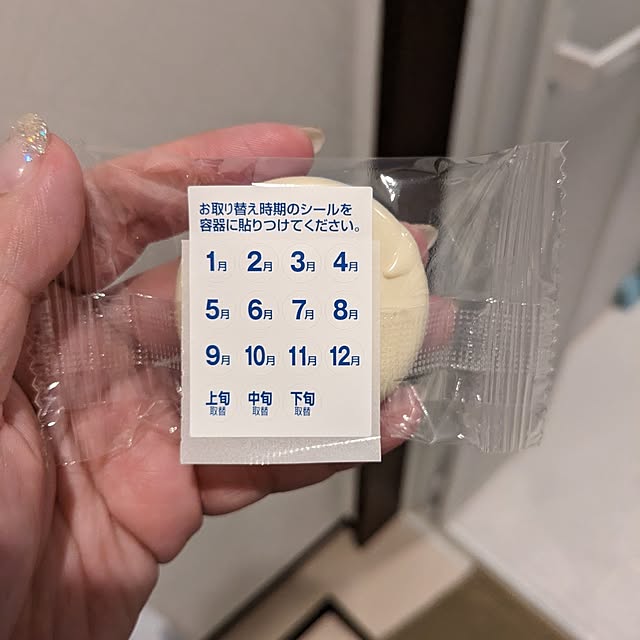 お取り替え時期のシールを
容器に貼りつけてください。
1月 2月 3月 4月
5月 6月 7月 8月
9月 10月 11月 12月
上旬 中旬 下旬
取替 取替 取替